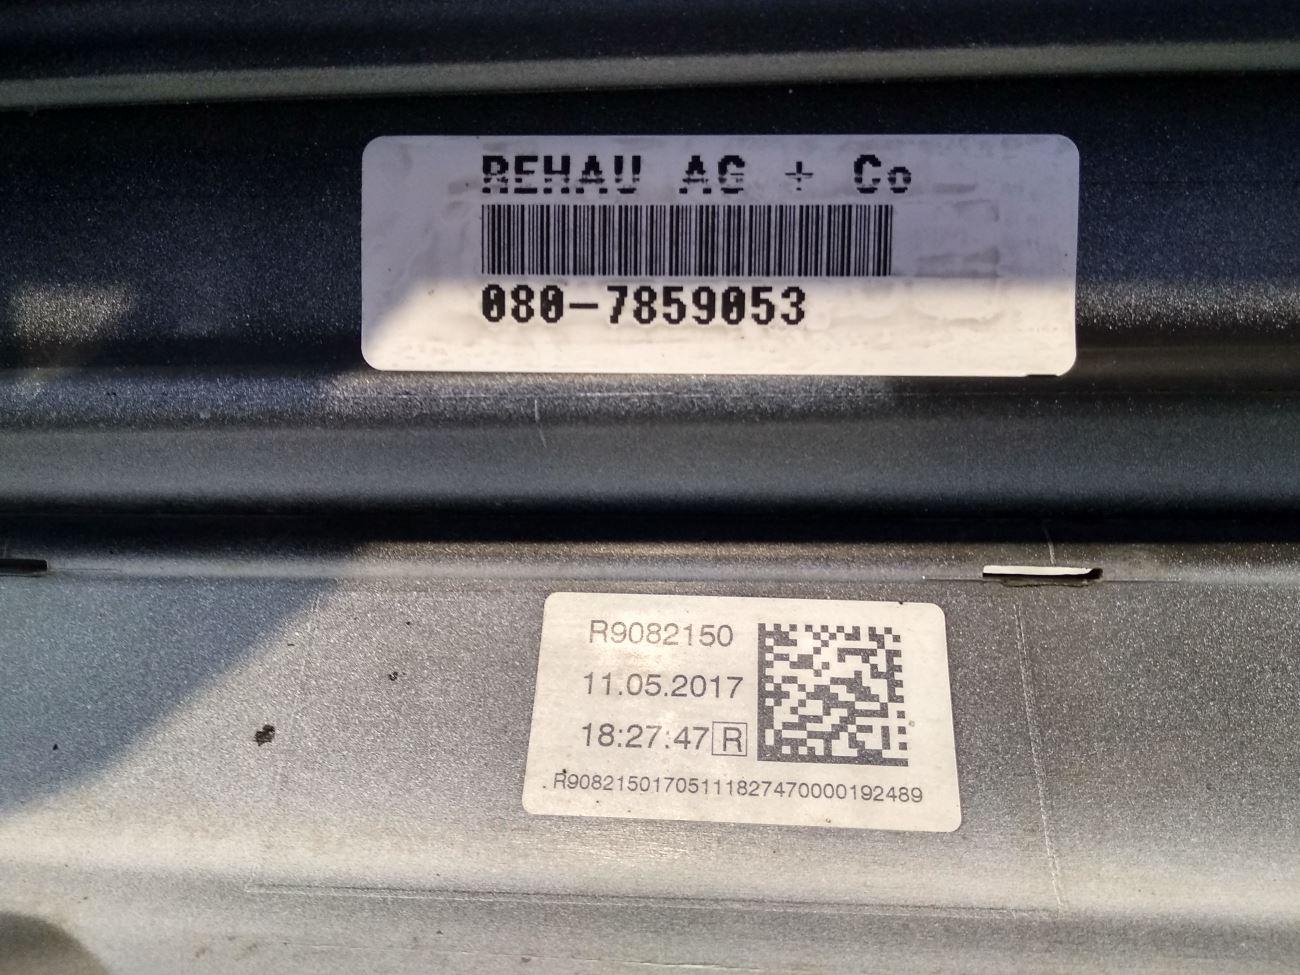 REHAU AG + Co
080-7859053
R9082150
11.05.2017
18:27:47 R
R90821501705111827470000192489